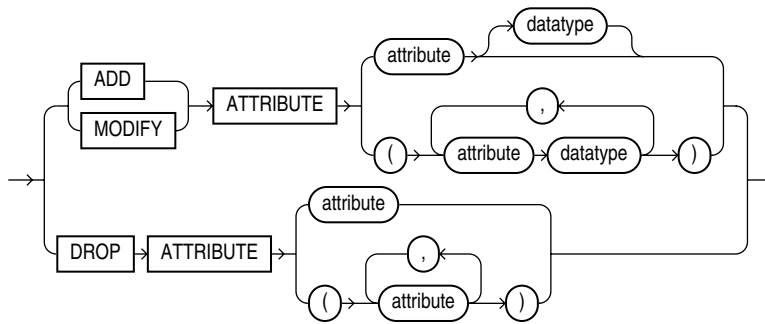 datatype
ADD attribute
ATTRIBUTE
MODIFY ,
( attribute datatype )
attribute
DROP ATTRIBUTE
,
( attribute )